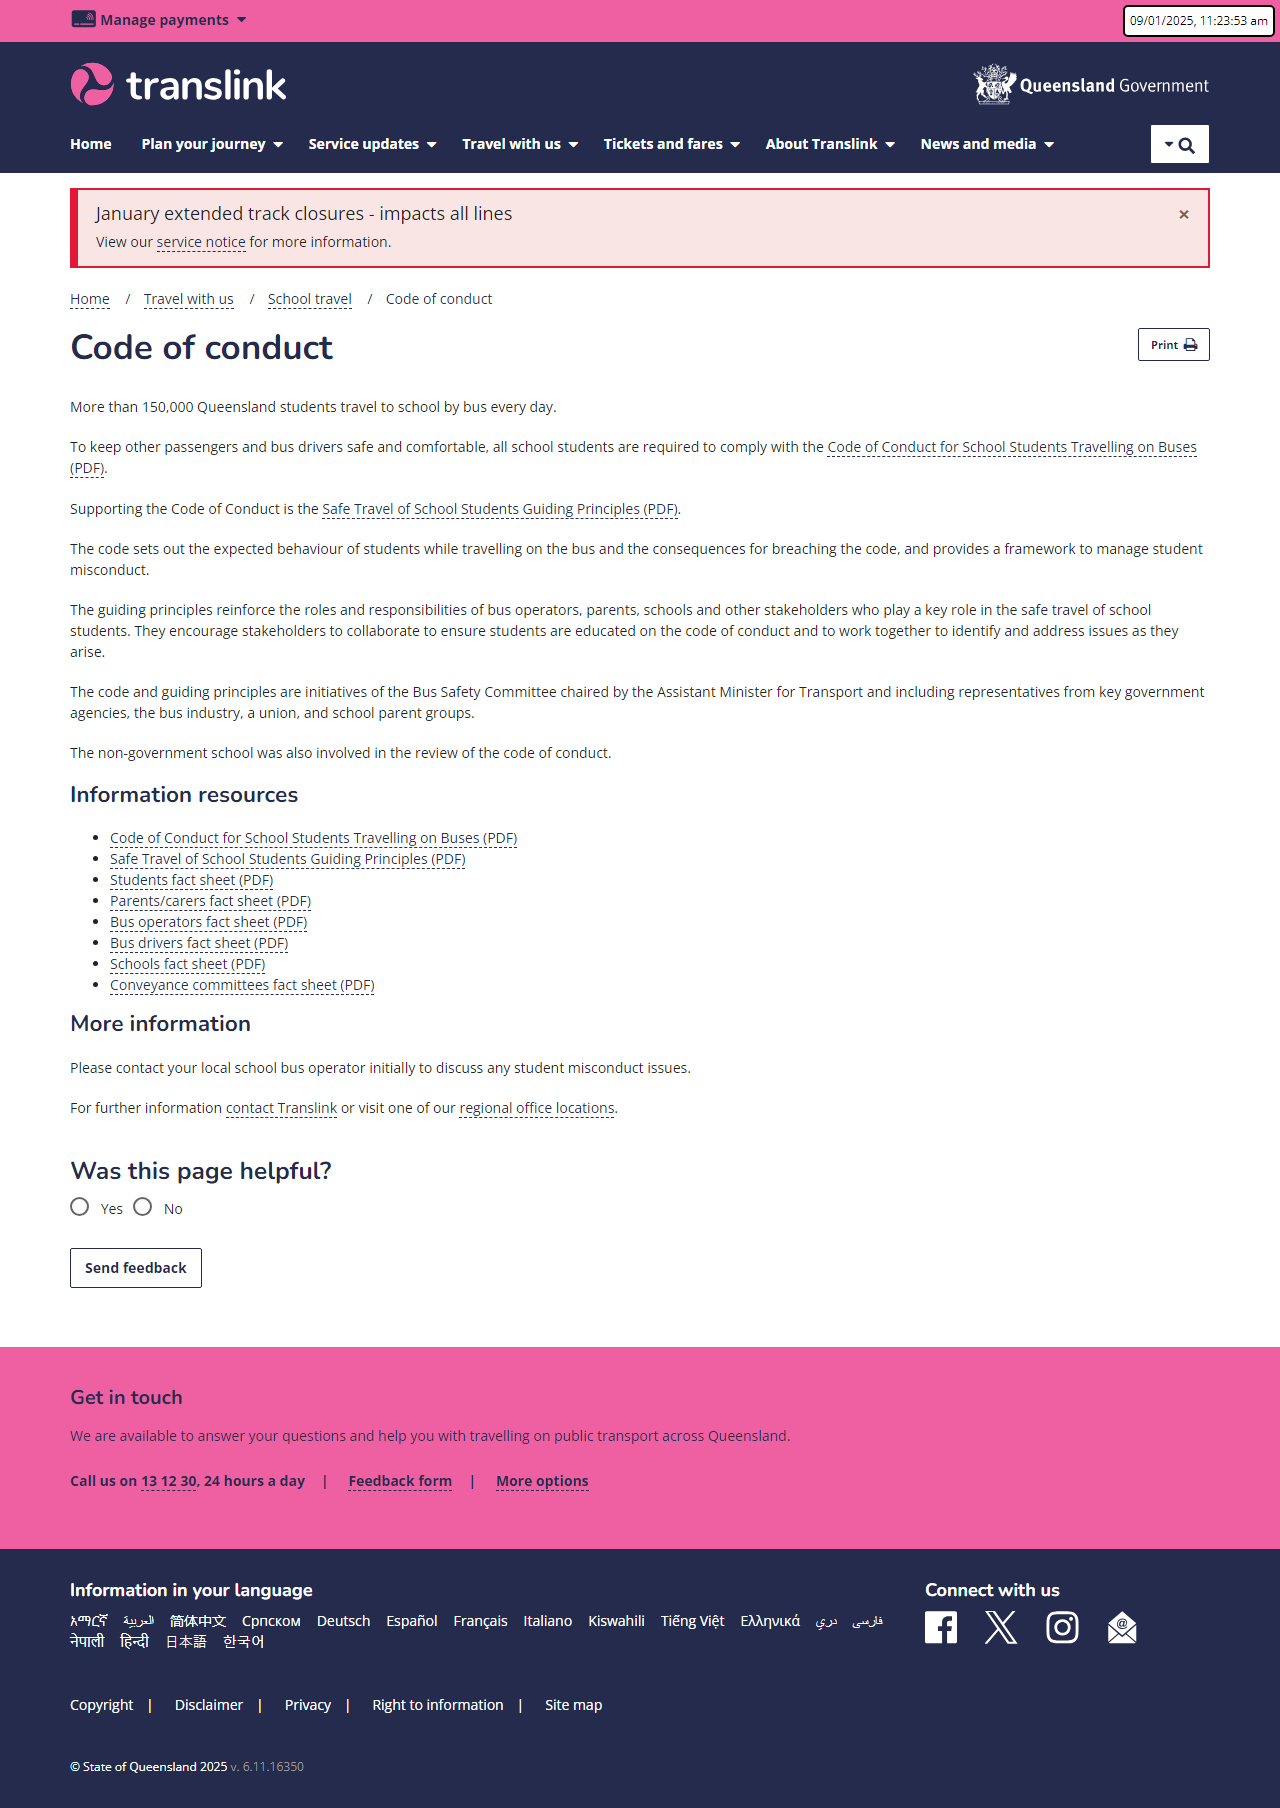 Manage payments
09/01/2025, 11:23:53 am
translink
Queensland Government
Home Plan your journey Service updates Travel with us Tickets and fares About Translink News and media
January extended track closures - impacts all lines
×
View our service notice for more information.
Home / Travel with us / School travel / Code of conduct
Code of conduct
Print
More than 150,000 Queensland students travel to school by bus every day.
To keep other passengers and bus drivers safe and comfortable, all school students are required to comply with the Code of Conduct for School Students Travelling on Buses
(PDF).
Supporting the Code of Conduct is the Safe Travel of School Students Guiding Principles (PDF).
The code sets out the expected behaviour of students while travelling on the bus and the consequences for breaching the code, and provides a framework to manage student
misconduct.
The guiding principles reinforce the roles and responsibilities of bus operators, parents, schools and other stakeholders who play a key role in the safe travel of school
students. They encourage stakeholders to collaborate to ensure students are educated on the code of conduct and to work together to identify and address issues as they
arise.
The code and guiding principles are initiatives of the Bus Safety Committee chaired by the Assistant Minister for Transport and including representatives from key government
agencies, the bus industry, a union, and school parent groups.
The non-government school was also involved in the review of the code of conduct.
Information resources
• Code of Conduct for School Students Travelling on Buses (PDF)
• Safe Travel of School Students Guiding Principles (PDF)
• Students fact sheet (PDF)
• Parents/carers fact sheet (PDF)
• Bus operators fact sheet (PDF)
• Bus drivers fact sheet (PDF)
• Schools fact sheet (PDF)
• Conveyance committees fact sheet (PDF)
More information
Please contact your local school bus operator initially to discuss any student misconduct issues.
For further information contact Translink or visit one of our regional office locations.
Was this page helpful?
Yes No
Send feedback
Get in touch
We are available to answer your questions and help you with travelling on public transport across Queensland.
Call us on 13 12 30, 24 hours a day | Feedback form | More options
Information in your language
አማርኛ العربية 简体中文 Српском Deutsch Español Français Italiano Kiswahili Tiếng Việt Ελληνικά دري فارسی
नेपाली हिन्दी 日本語 한국어
Connect with us
Copyright | Disclaimer | Privacy | Right to information | Site map
© State of Queensland 2025 v. 6.11.16350